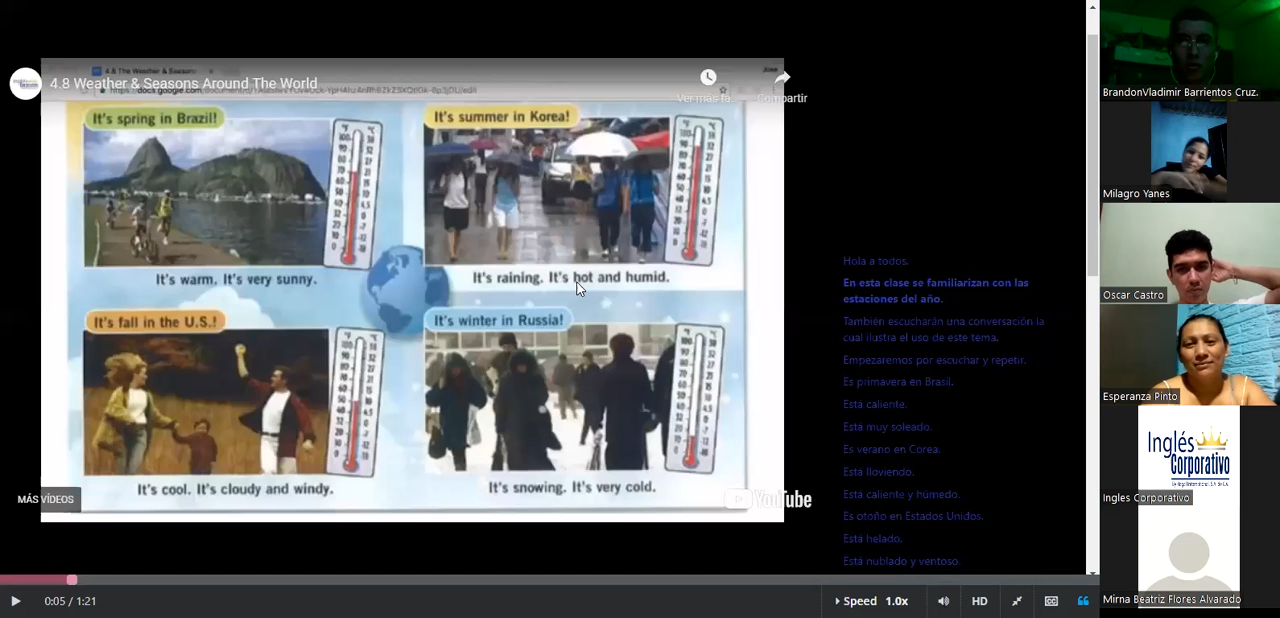 4.8 Weather & Seasons Around The World
Compartir
It's spring in Brazil!
It's summer in Korea!
It's warm. It's very sunny.
It's raining. It's hot and humid.
It's fall in the U.S.!
It's winter in Russia!
It's cool. It's cloudy and windy.
It's snowing. It's very cold.
MÁS VÍDEOS
YouTube
Hola a todos.
En esta clase se familiarizan con las
estaciones del año.
También escucharán una conversación la
cual ilustra el uso de este tema.
Empezaremos por escuchar y repetir.
Es primavera en Brasil.
Está caliente.
Está muy soleado.
Es verano en Corea.
Está lloviendo.
Está caliente y húmedo.
Es otoño en Estados Unidos.
Está helado.
Está nublado y ventoso.
0:05 / 1:21
Speed 1.0x
HD
CC
BrandonVladimir Barrientos Cruz.
Milagro Yanes
Oscar Castro
Esperanza Pinto
Inglés
Corporativo
Ingles Corporativo
Mirna Beatriz Flores Alvarado